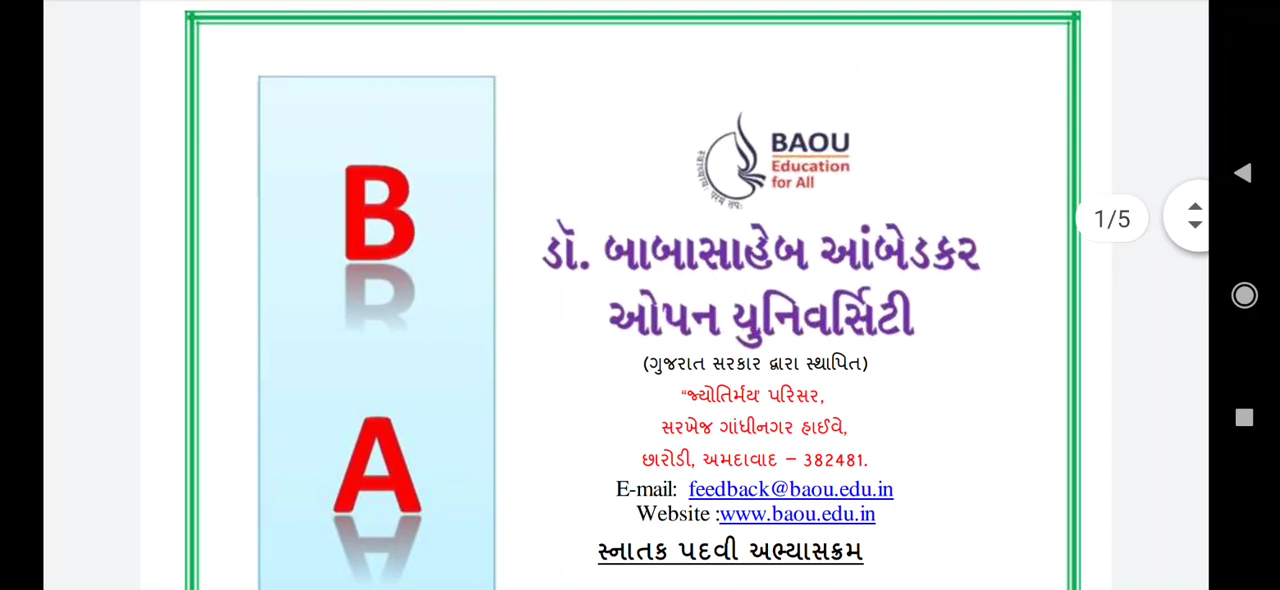 BAOU
Education
for All
1/5
ડૉ. બાબાસાહેબ આંબેડકર
ઓપન યુનિવર્સિટી
(ગુજરાત સરકાર દ્વારા સ્થાપિત)
“જ્યોતિર્મય’ પરિસર,
સરખેજ ગાંધીનગર હાઈવે,
છારોડી, અમદાવાદ – 382481.
E-mail: feedback@baou.edu.in
Website :www.baou.edu.in
સ્નાતક પદવી અભ્યાસક્રમ
B
A